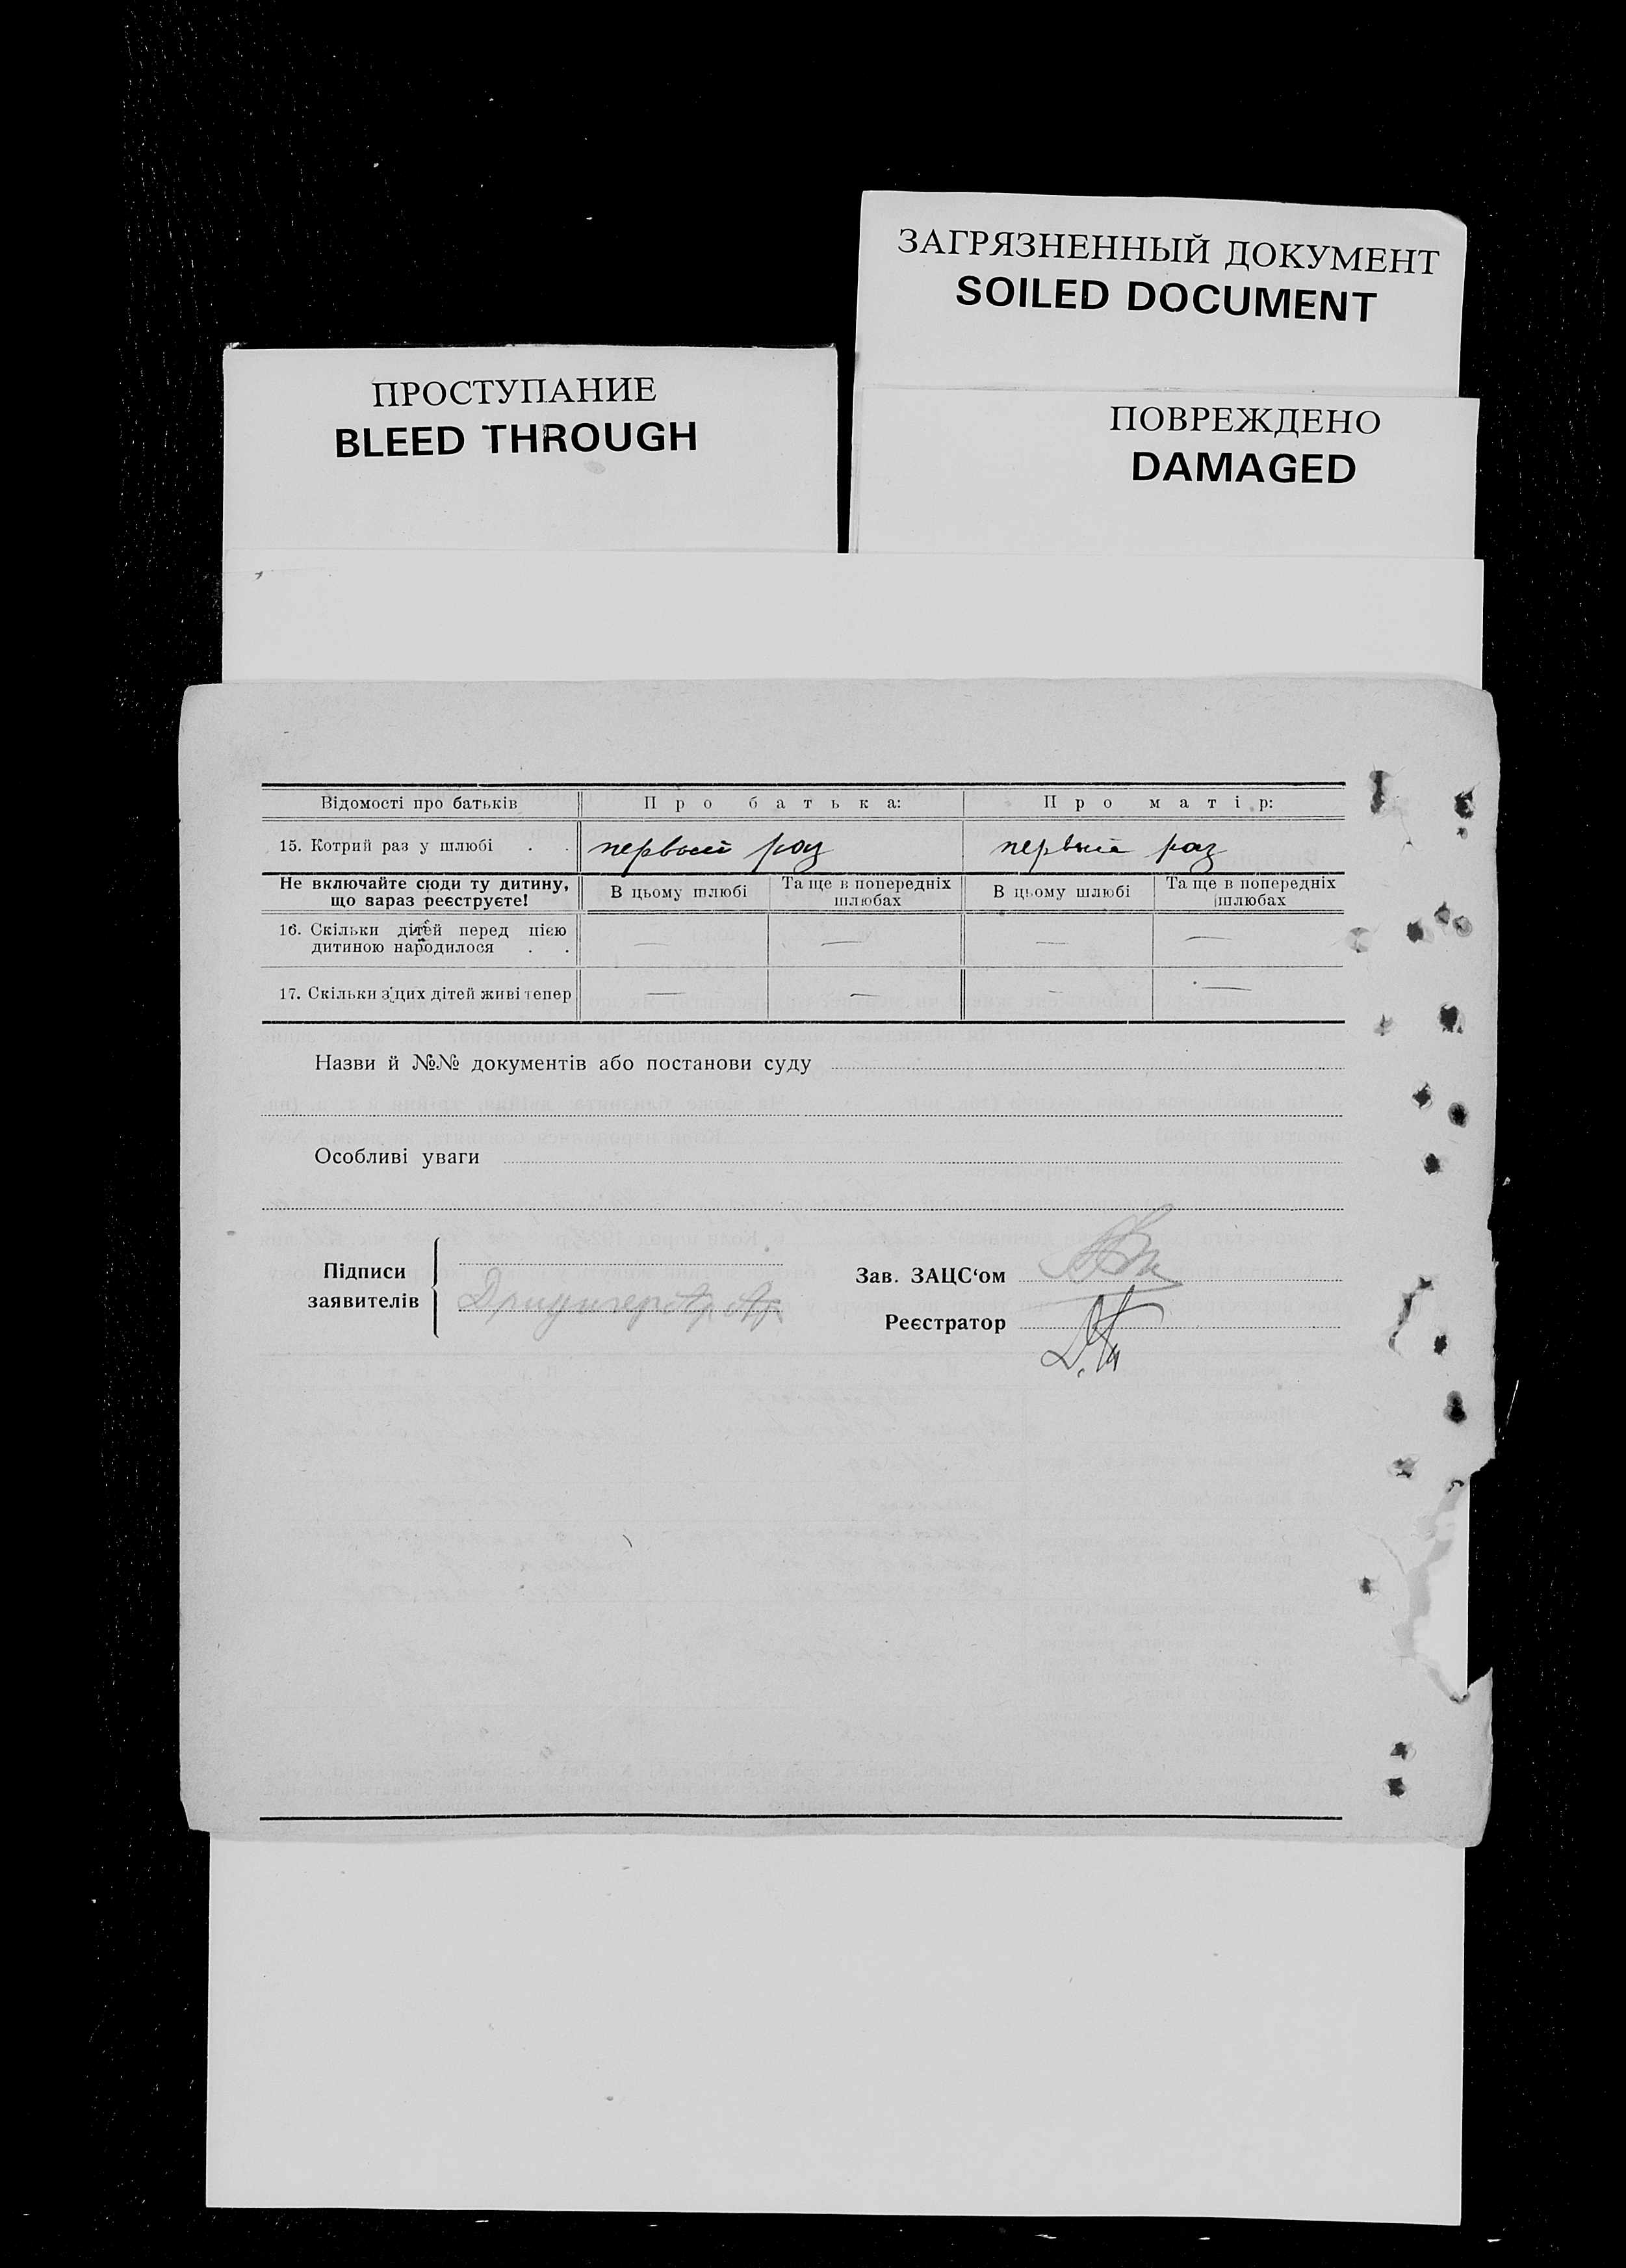 ЗАГРЯЗНЕННЫЙ ДОКУМЕНТ
SOILED DOCUMENT
ПРОСТУПАНИЕ
BLEED THROUGH
ПОВРЕЖДЕНО
DAMAGED
Відомості про батьків Про батька: Про матір:
15. Котрий раз у шлюбі . . первый раз первый раз
Не включайте сюди ту дитину, що зараз реєструєте! В цьому шлюбі Та ще в попередніх шлюбах В цьому шлюбі Та ще в попередніх шлюбах
16. Скільки дітей перед цією
дитиною народилося . . — — — —
17. Скільки з цих дітей живі тепер — — — —
Назви й №№ документів або постанови суду
Особливі уваги
Підписи
заявителів
Зав. ЗАЦС‘ом
Реєстратор